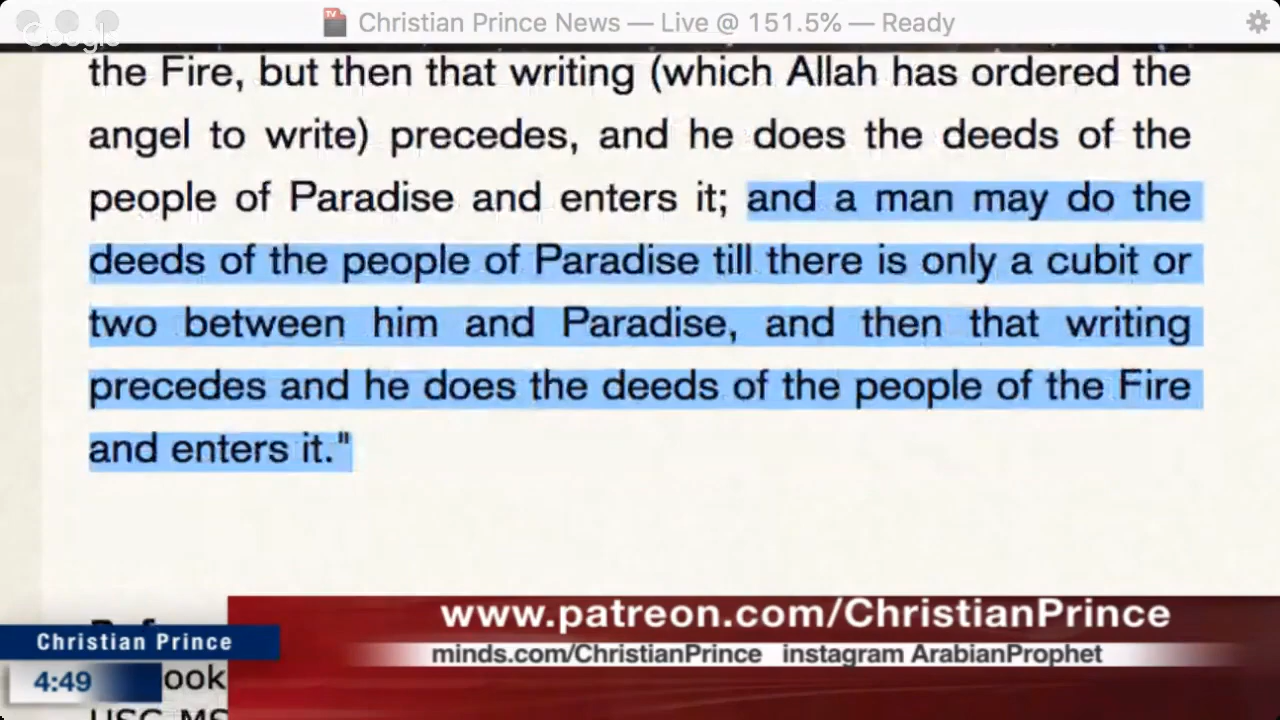 Christian Prince News — Live @ 151.5% — Ready
Google
the Fire, but then that writing (which Allah has ordered the
angel to write) precedes, and he does the deeds of the
people of Paradise and enters it; and a man may do the
deeds of the people of Paradise till there is only a cubit or
two between him and Paradise, and then that writing
precedes and he does the deeds of the people of the Fire
and enters it."
www.patreon.com/ChristianPrince
Christian Prince
minds.com/ChristianPrince instagram ArabianProphet
4:49